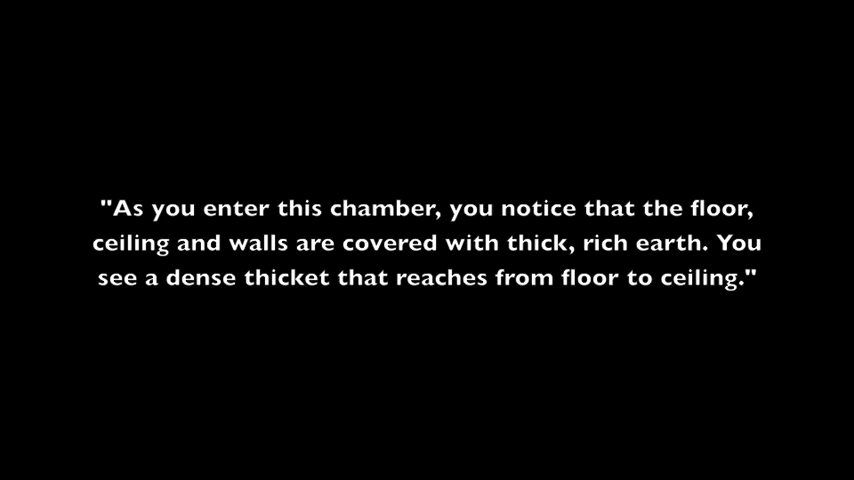 "As you enter this chamber, you notice that the floor,
ceiling and walls are covered with thick, rich earth. You
see a dense thicket that reaches from floor to ceiling."